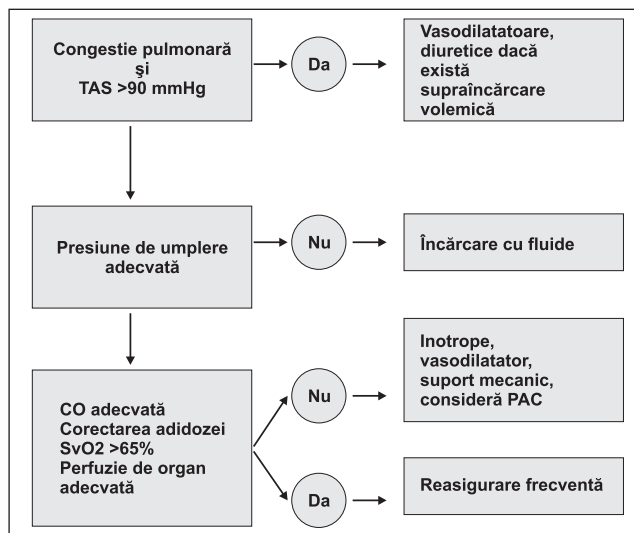 Congestie pulmonară
şi
TAS >90 mmHg
Da
Vasodilatatoare,
diuretice dacă
există
supraîncărcare
volemică
Presiune de umplere
adecvată
Nu
Încărcare cu fluide
CO adecvată
Corectarea adidozei
SvO2 >65%
Perfuzie de organ
adecvată
Nu
Inotrope,
vasodilatator,
suport mecanic,
consideră PAC
Da
Reasigurare frecventă